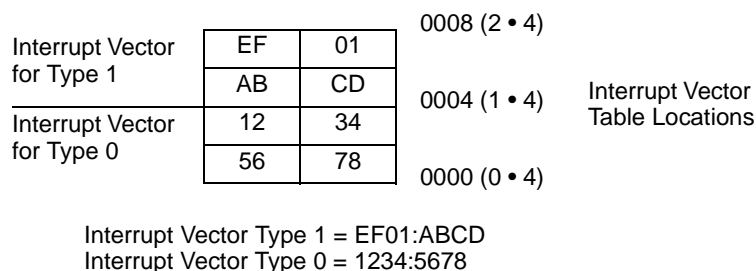 0008 (2 • 4)
Interrupt Vector
for Type 1
EF 01
AB CD
0004 (1 • 4)
Interrupt Vector
Table Locations
Interrupt Vector
for Type 0
12 34
56 78
0000 (0 • 4)
Interrupt Vector Type 1 = EF01:ABCD
Interrupt Vector Type 0 = 1234:5678